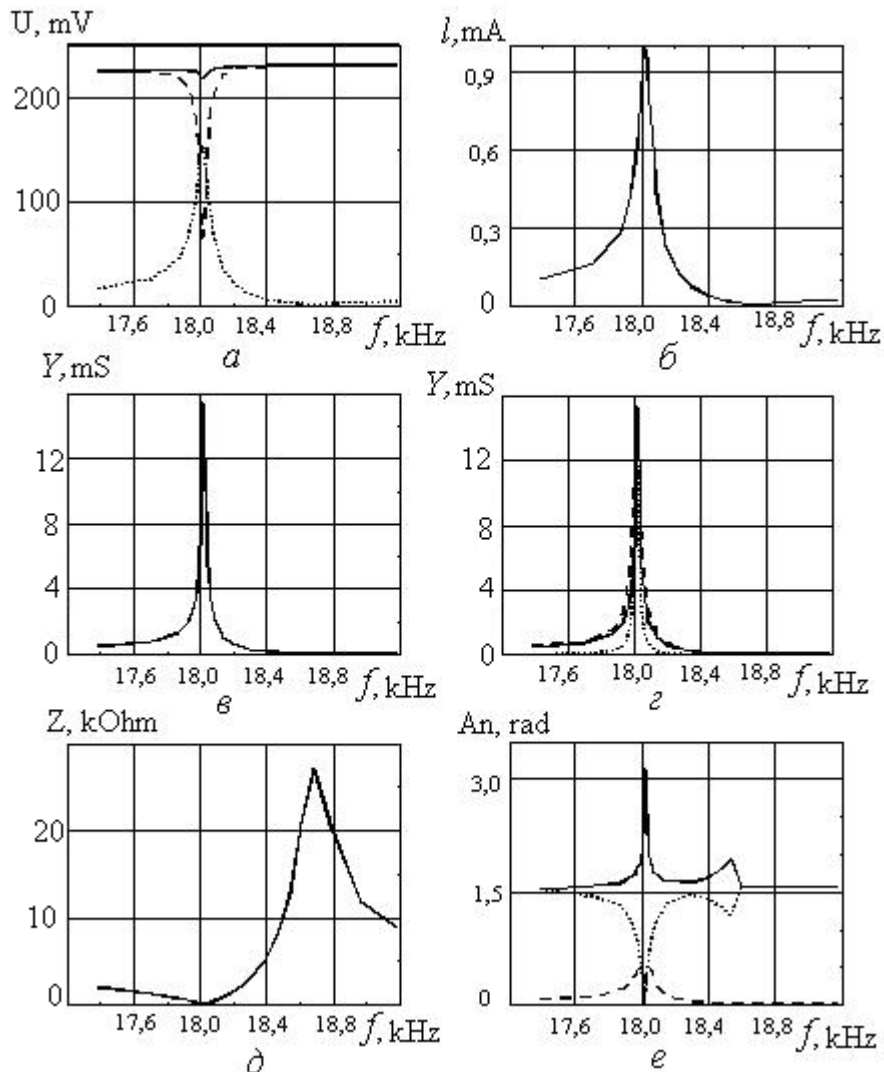 U, mV
200
100
0
17,6 18,0 18,4 18,8 f, kHz
а
I, mA
0,9
0,6
0,3
0
17,6 18,0 18,4 18,8 f, kHz
б
Y, mS
12
8
4
0
17,6 18,0 18,4 18,8 f, kHz
в
Y, mS
12
8
4
0
17,6 18,0 18,4 18,8 f, kHz
г
Z, kOhm
20
10
0
17,6 18,0 18,4 18,8 f, kHz
д
An, rad
3,0
1,5
0
17,6 18,0 18,4 18,8 f, kHz
е